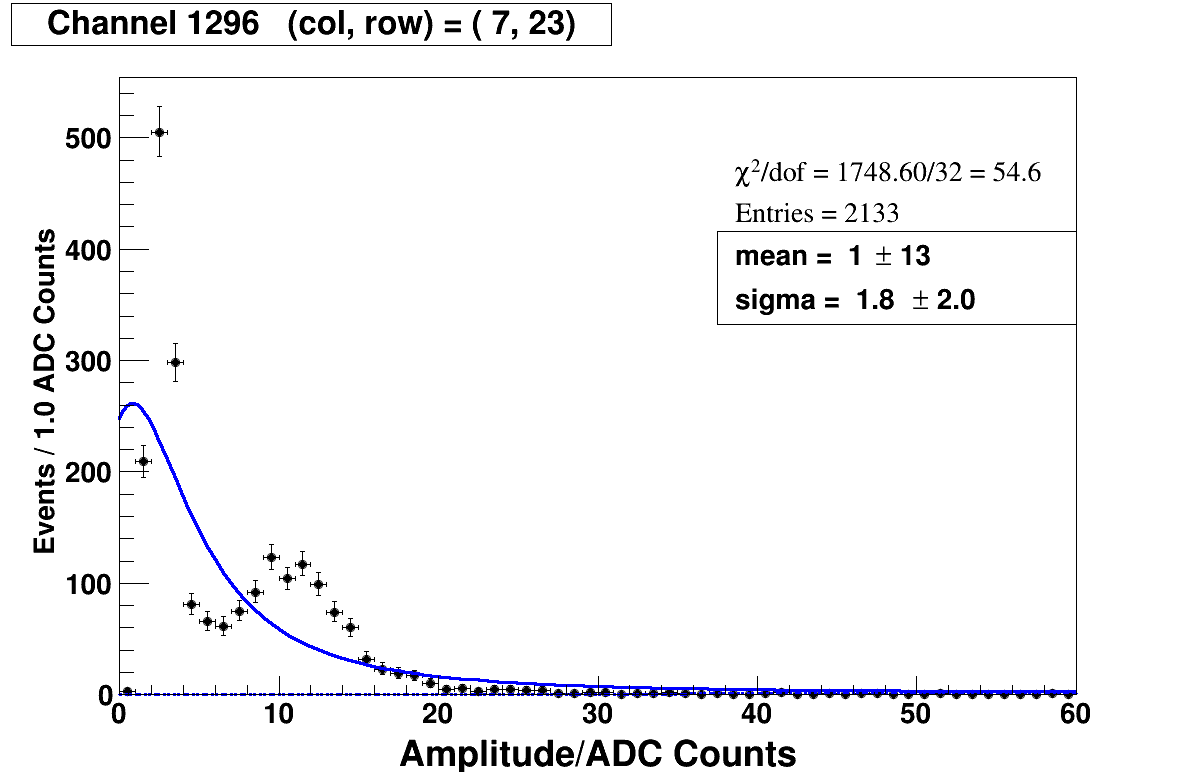 Channel 1296 (col, row) = ( 7, 23)
500
400
300
200
100
0
Events / 1.0 ADC Counts
χ²/dof = 1748.60/32 = 54.6
Entries = 2133
mean = 1 ± 13
sigma = 1.8 ± 2.0
0 10 20 30 40 50 60
Amplitude/ADC Counts